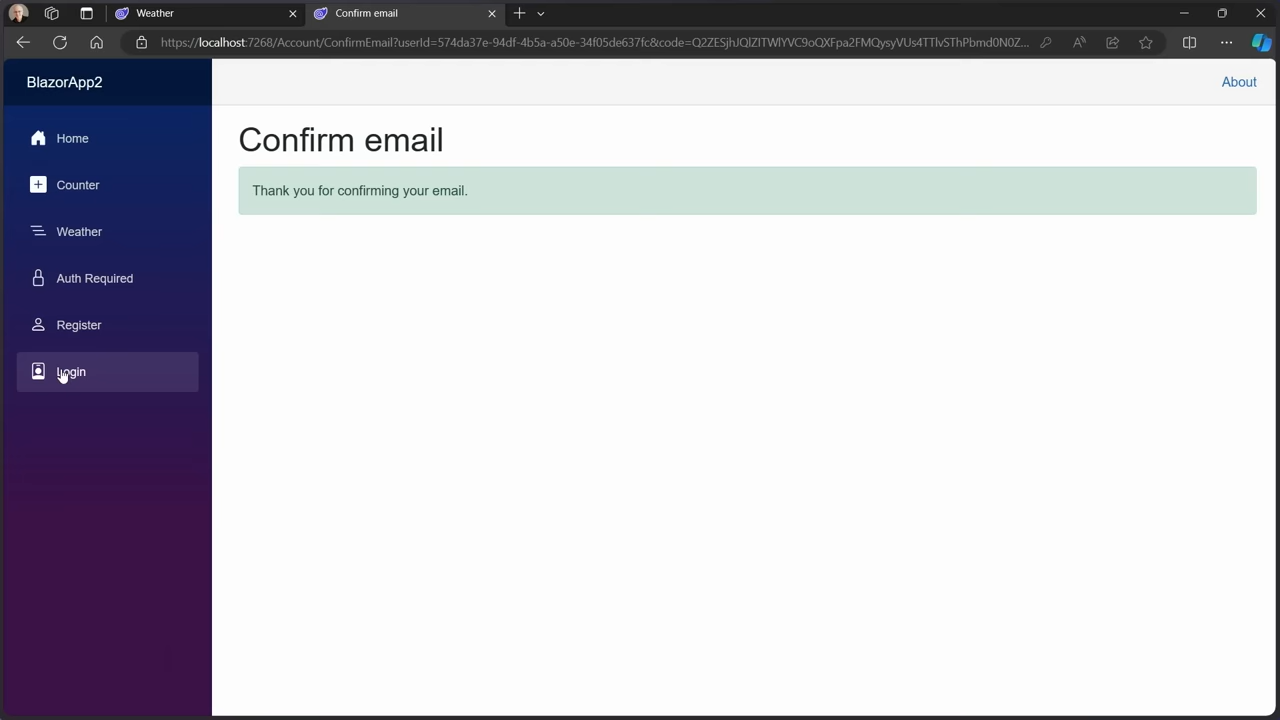 Weather
Confirm email
https://localhost:7268/Account/ConfirmEmail?userId=574da37e-94df-4b5a-a50e-34f05de637fc&code=
BlazorApp2
About
Home
Counter
Weather
Auth Required
Register
Login
Confirm email
Thank you for confirming your email.